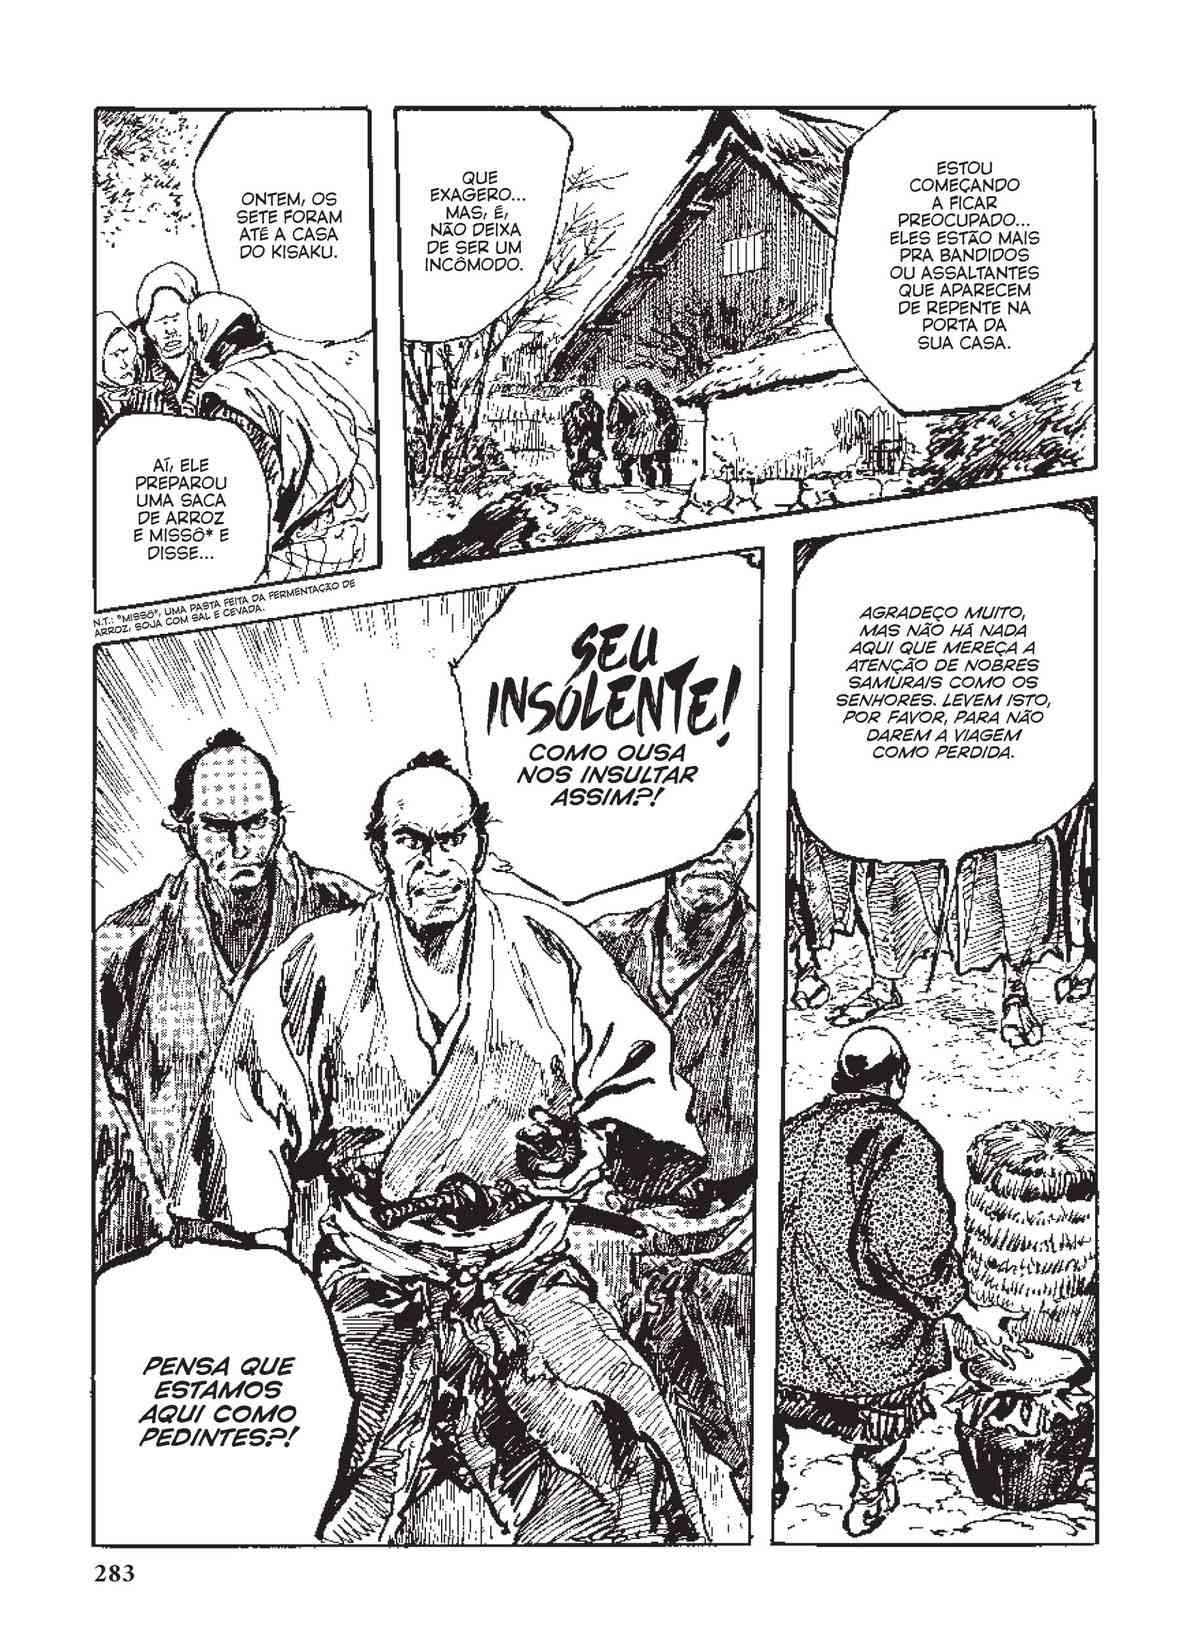 ESTOU
COMEÇANDO
A FICAR
PREOCUPADO...
ELES ESTÃO MAIS
PRA BANDIDOS
OU ASSALTANTES
QUE APARECEM
DE REPENTE NA
PORTA DA
SUA CASA.
QUE
EXAGERO...
MAS, É,
NÃO DEIXA
DE SER UM
INCÔMODO.
ONTEM, OS
SETE FORAM
ATÉ A CASA
DO KISAKU.
AÍ, ELE
PREPAROU
UMA SACA
DE ARROZ
E MISSÔ* E
DISSE...
N.T.: "MISSÔ", UMA PASTA FEITA DA FERMENTAÇÃO DE
ARROZ, SOJA COM SAL E CEVADA.
AGRADEÇO MUITO,
MAS NÃO HÁ NADA
AQUI QUE MEREÇA A
ATENÇÃO DE NOBRES
SAMURAIS COMO OS
SENHORES. LEVEM ISTO,
POR FAVOR, PARA NÃO
DAREM A VIAGEM
COMO PERDIDA.
SEU
INSOLENTE!
COMO OUSA
NOS INSULTAR
ASSIM?!
PENSA QUE
ESTAMOS
AQUI COMO
PEDINTES?!
283